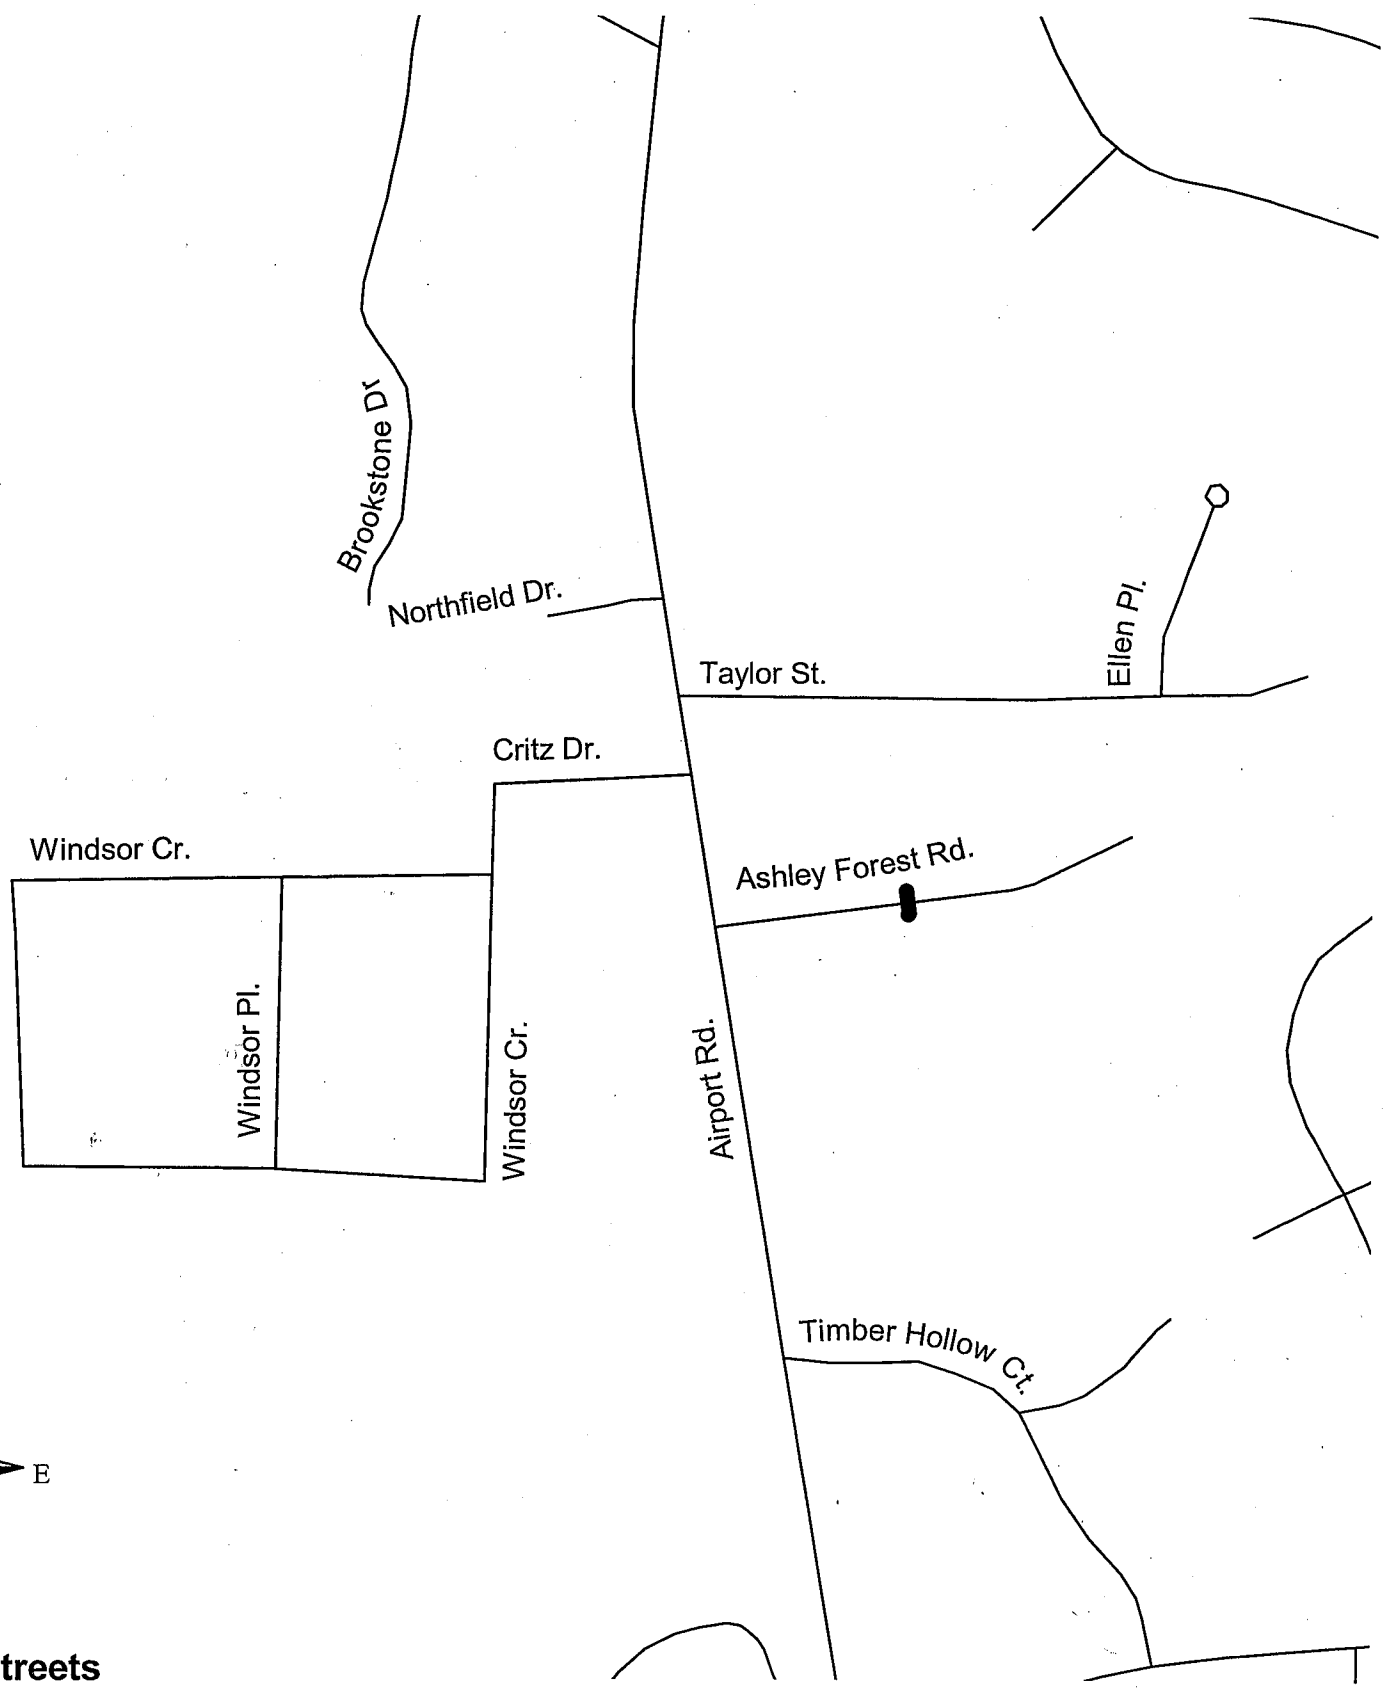 Brookstone Dr
Northfield Dr.
Ellen Pl.
Taylor St.
Critz Dr.
Windsor Cr.
Ashley Forest Rd.
Windsor Pl.
Windsor Cr.
Airport Rd.
Timber Hollow Ct.
E
treets